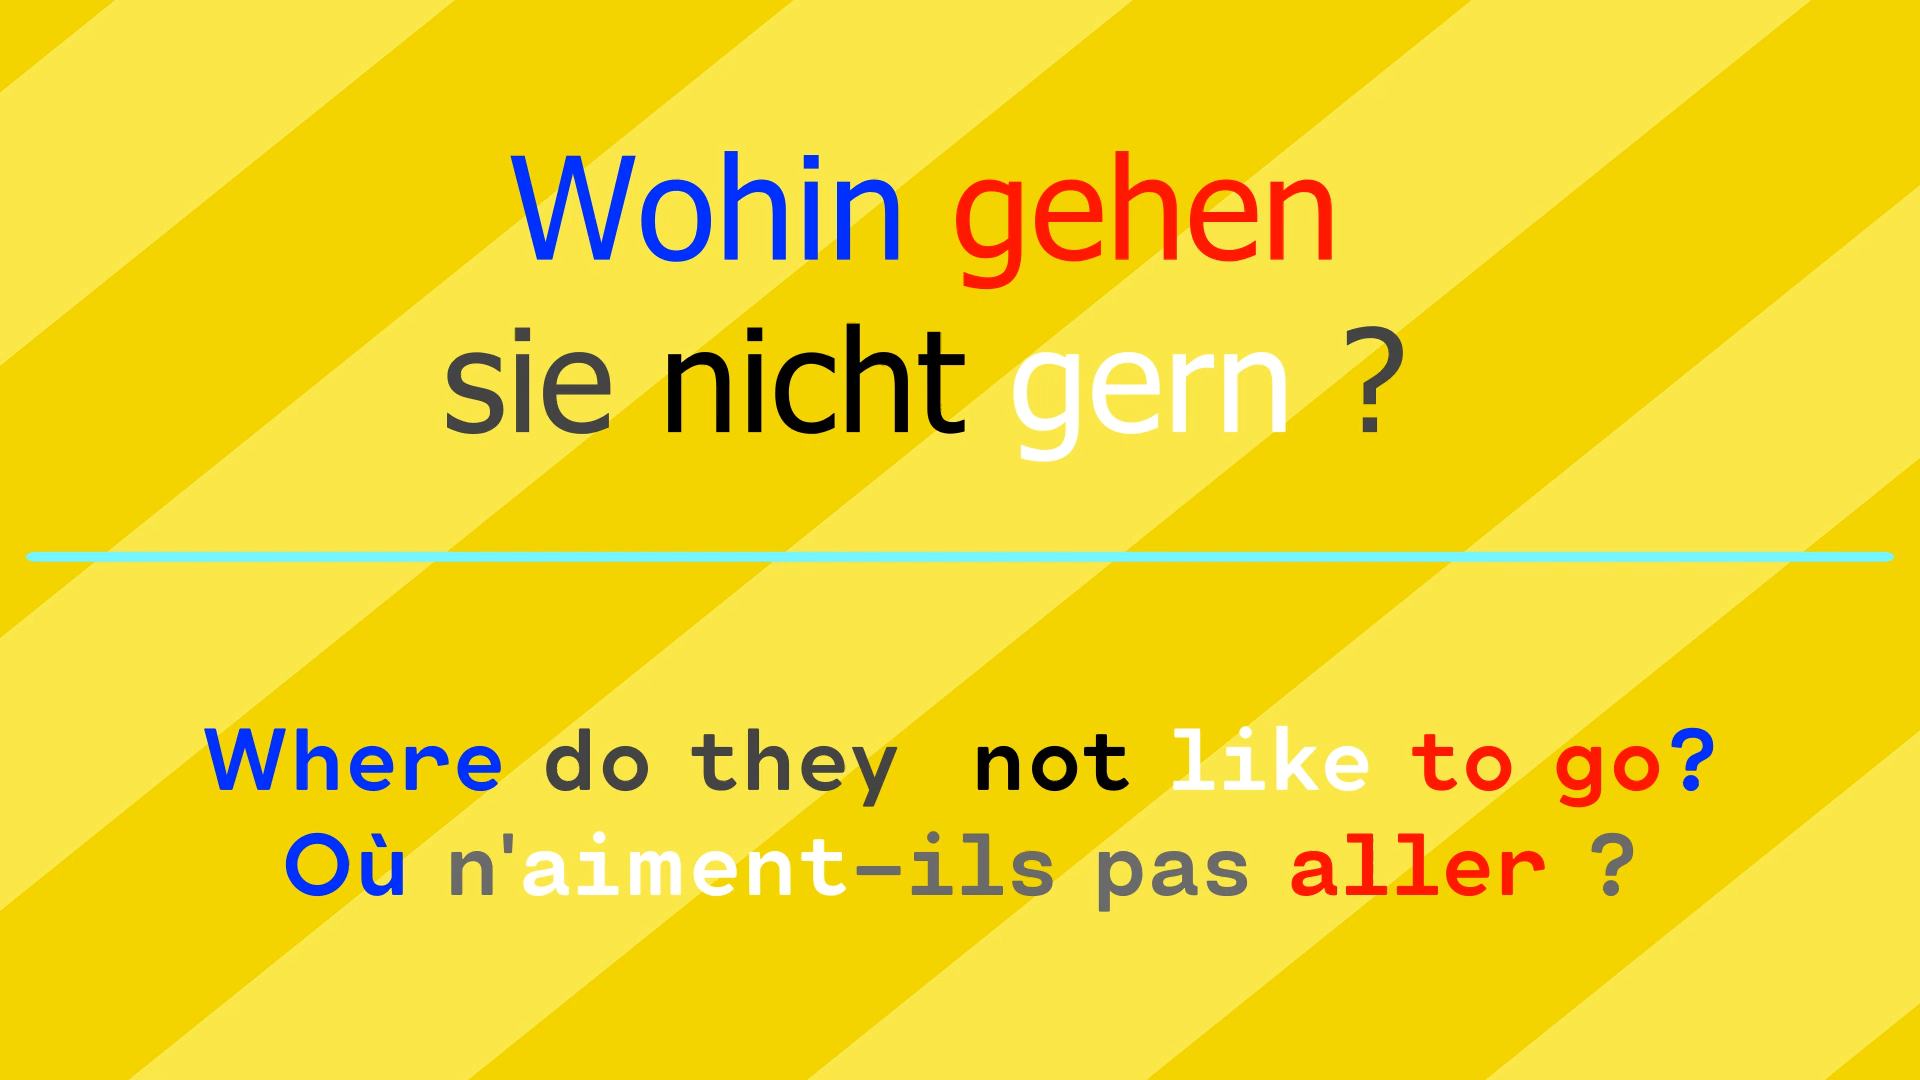 Wohin gehen
sie nicht gern ?
Where do they not like to go?
Où n'aiment-ils pas aller ?